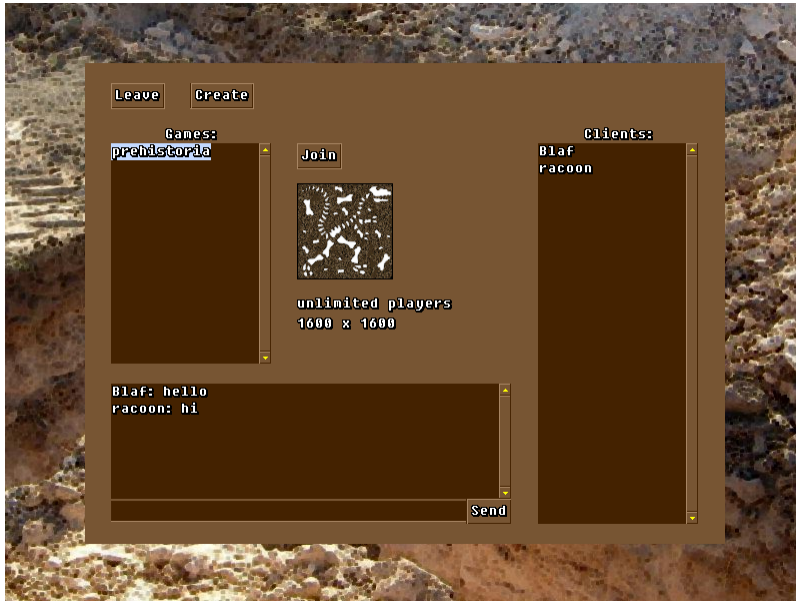 Leave
Create
Games:
prehistoria
Join
unlimited players
1600 x 1600
Clients:
Blaf
racoon
Blaf: hello
racoon: hi
Send